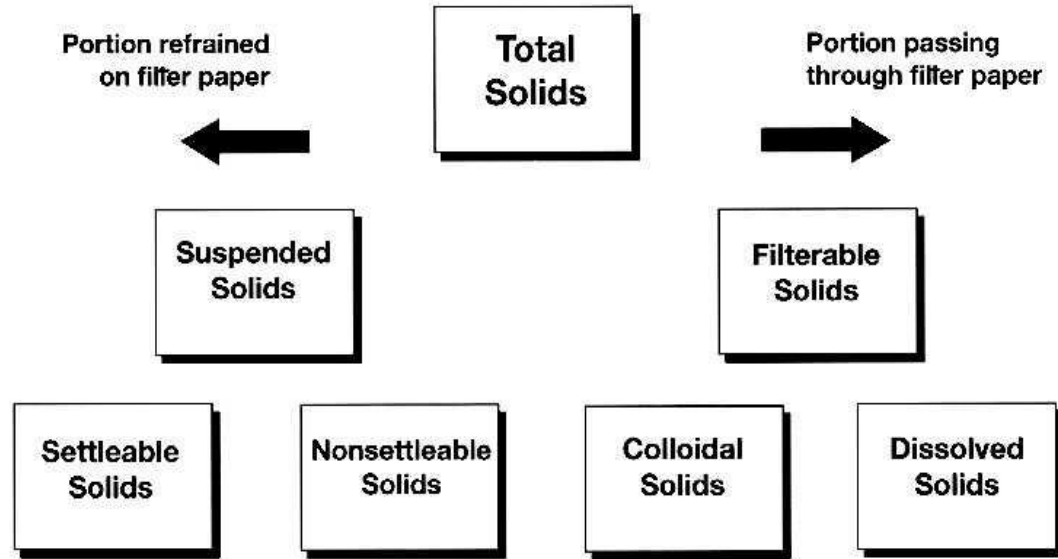 Portion refrained
on filter paper
Total
Solids
Portion passing
through filter paper
Suspended
Solids
Filterable
Solids
Settleable
Solids
Nonsettleable
Solids
Colloidal
Solids
Dissolved
Solids